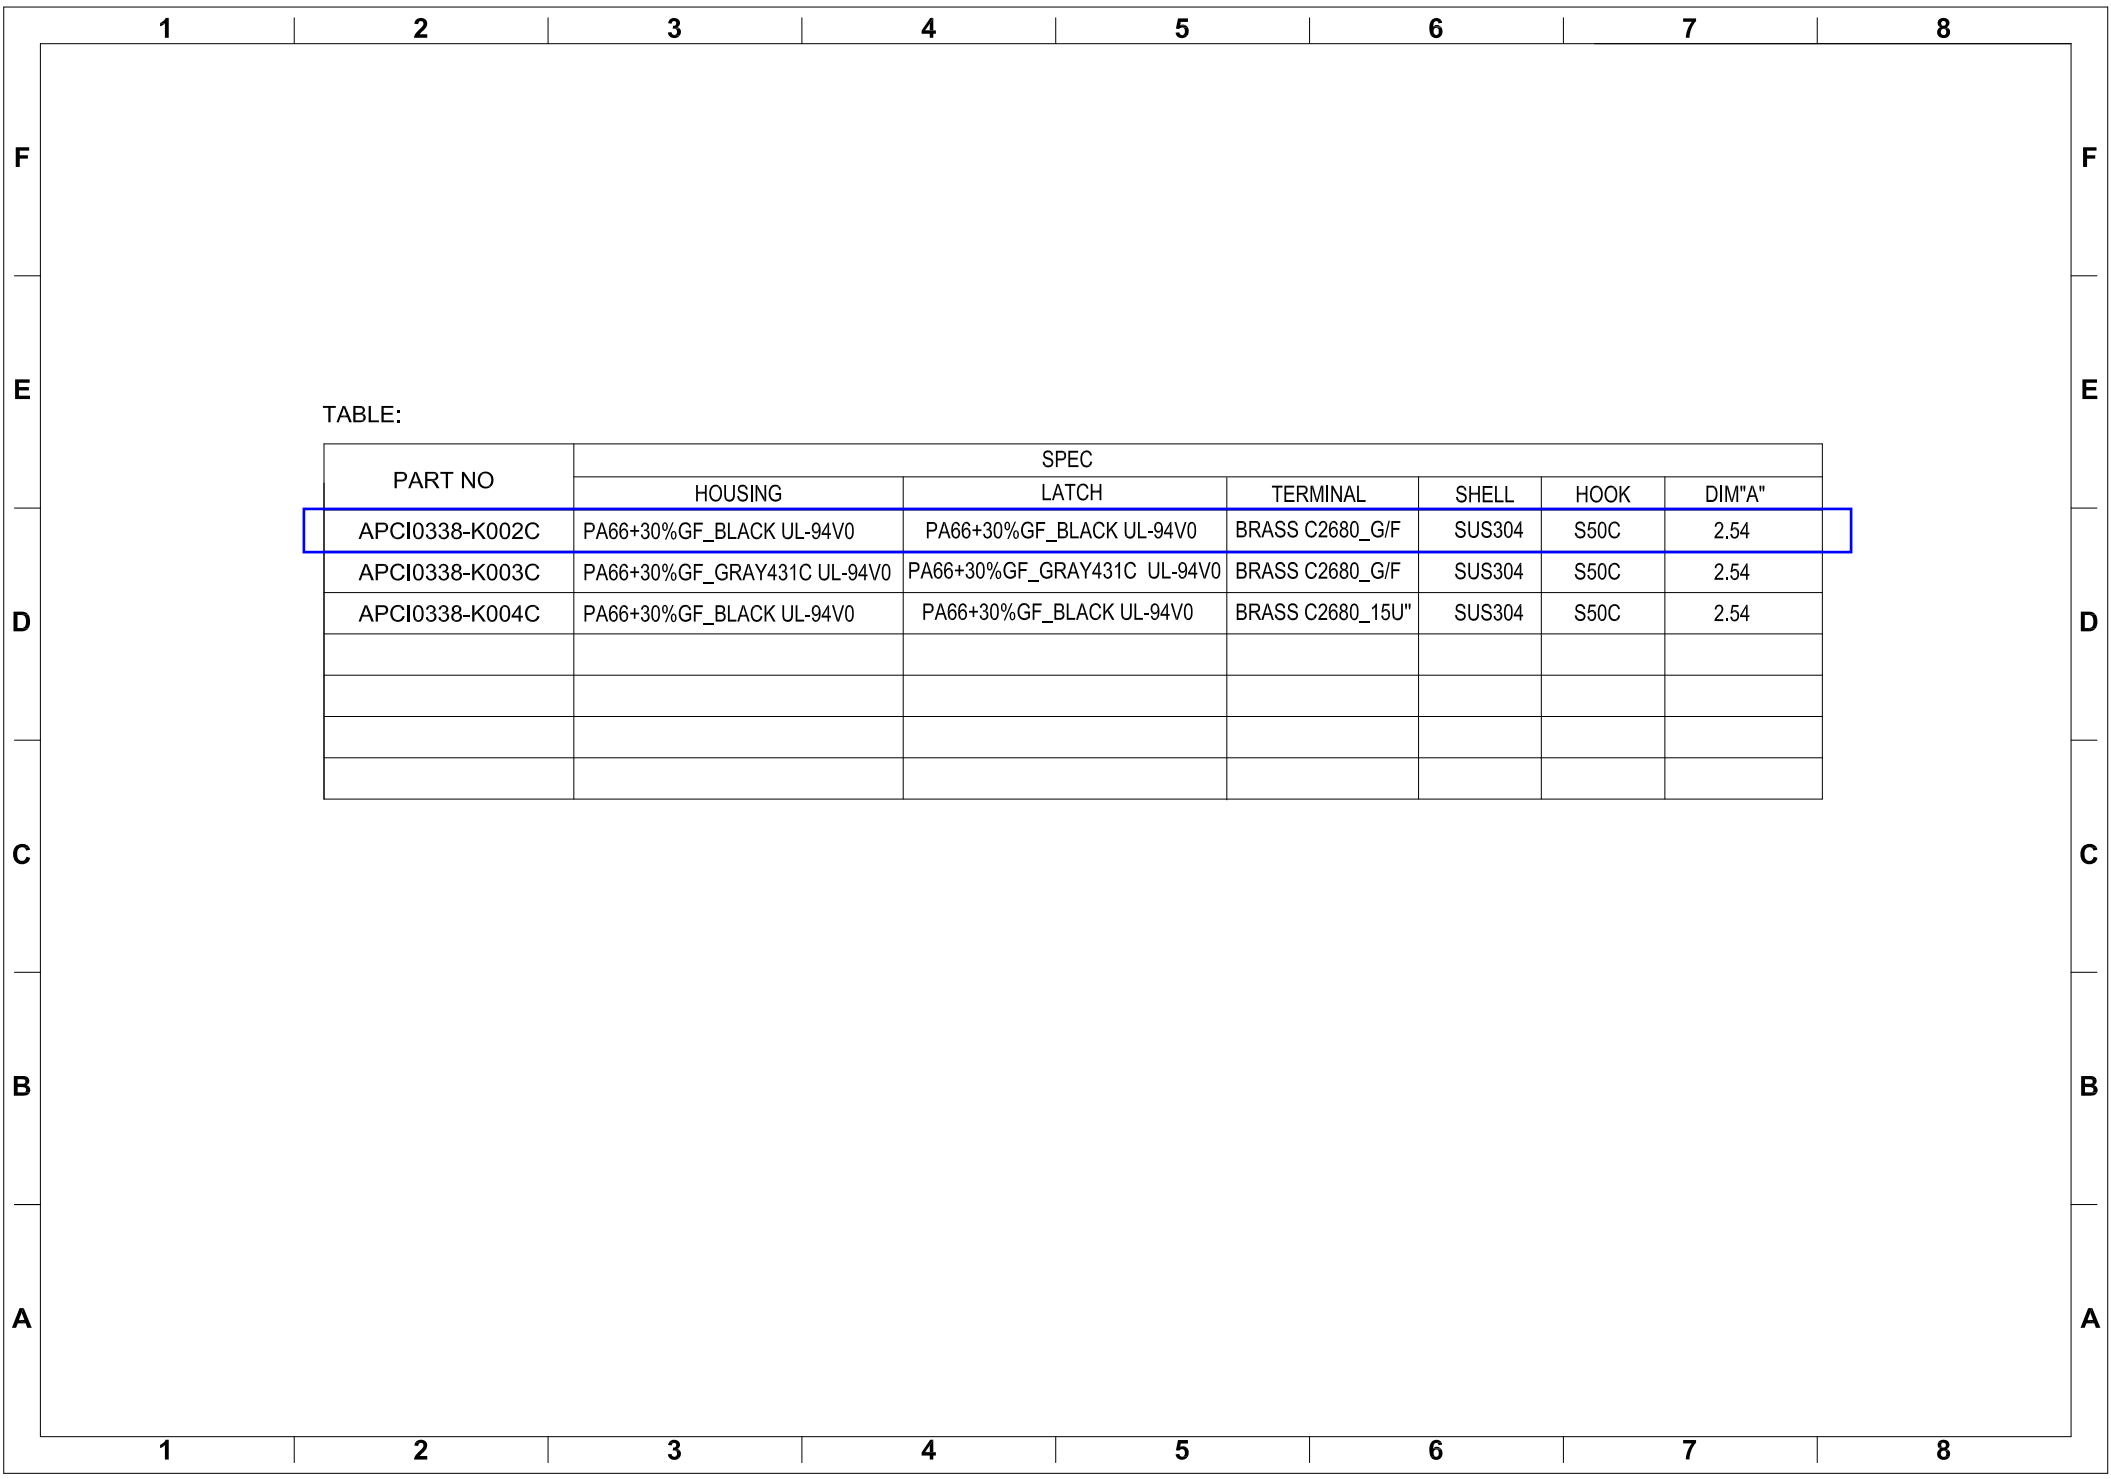 1 2 3 4 5 6 7 8
F F
E E
TABLE:
PART NO SPEC
HOUSING LATCH TERMINAL SHELL HOOK DIM"A"
APCI0338-K002C PA66+30%GF_BLACK UL-94V0 PA66+30%GF_BLACK UL-94V0 BRASS C2680_G/F SUS304 S50C 2.54
APCI0338-K003C PA66+30%GF_GRAY431C UL-94V0 PA66+30%GF_GRAY431C UL-94V0 BRASS C2680_G/F SUS304 S50C 2.54
APCI0338-K004C PA66+30%GF_BLACK UL-94V0 PA66+30%GF_BLACK UL-94V0 BRASS C2680_15U" SUS304 S50C 2.54
D D
C C
B B
A A
1 2 3 4 5 6 7 8